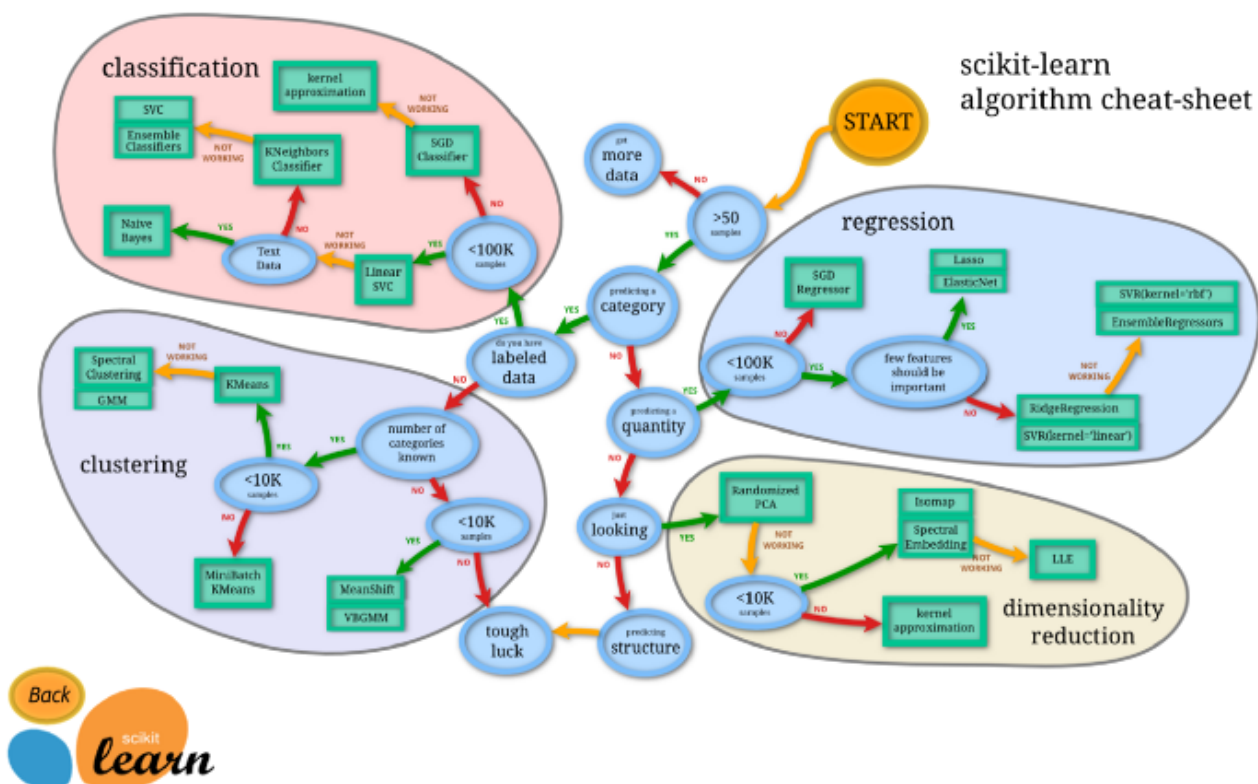 scikit-learn
algorithm cheat-sheet
START
get
more
data
NO
>50
samples
YES
predicting a
category
YES
NO
do you have
labeled
data
YES
NO
predicting a
quantity
YES
NO
just
looking
YES
NO
predicting
structure
tough
luck
classification
kernel
approximation
NOT
WORKING
SVC
Ensemble
Classifiers
NOT
WORKING
KNeighbors
Classifier
SGD
Classifier
NO
Naive
Bayes
YES
NO
Text
Data
NOT
WORKING
Linear
SVC
YES
<100K
samples
regression
SGD
Regressor
Lasso
ElasticNet
SVR(kernel='rbf')
EnsembleRegressors
<100K
samples
NO
YES
few features
should be
important
YES
NO
NOT
WORKING
RidgeRegression
SVR(kernel='linear')
clustering
Spectral
Clustering
GMM
NOT
WORKING
KMeans
YES
number of
categories
known
YES
NO
<10K
samples
NO
MiniBatch
KMeans
<10K
samples
YES
NO
MeanShift
VBGMM
dimensionality
reduction
Randomized
PCA
NOT
WORKING
<10K
samples
YES
NO
Isomap
Spectral
Embedding
NOT
WORKING
LLE
kernel
approximation
Back
scikit
learn